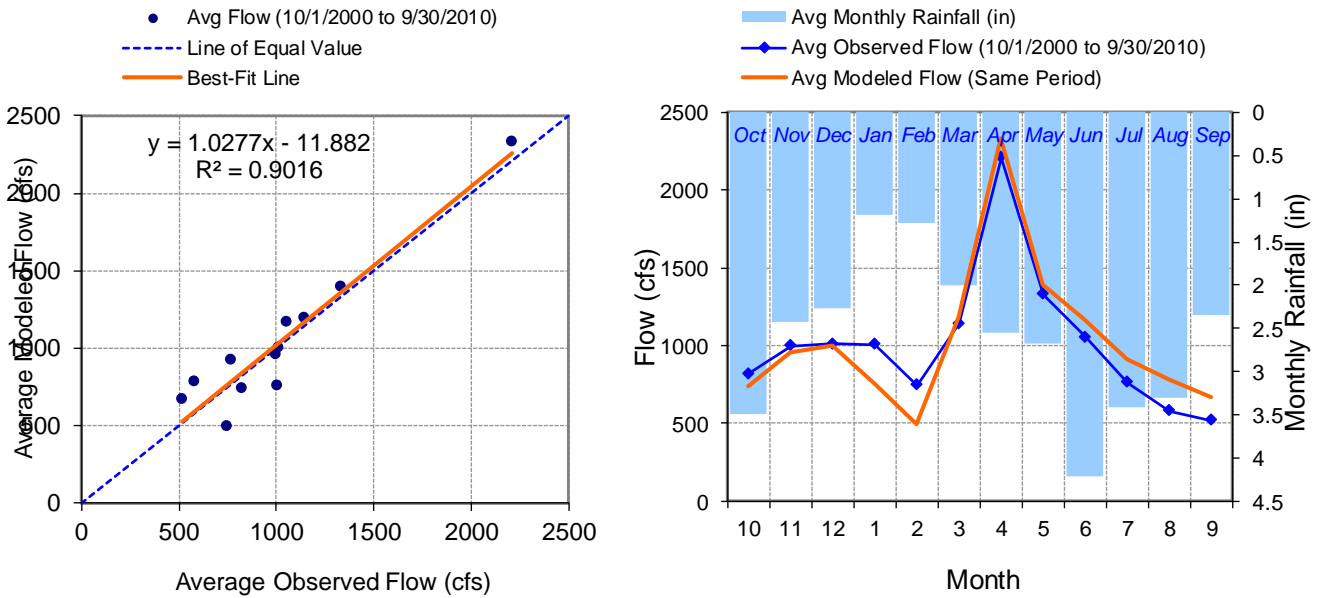 Avg Flow (10/1/2000 to 9/30/2010)
Line of Equal Value
Best-Fit Line
y = 1.0277x - 11.882
R² = 0.9016
Average Modeled Flow (cfs)
2500
2000
1500
1000
500
0
0 500 1000 1500 2000 2500
Average Observed Flow (cfs)
Avg Monthly Rainfall (in)
Avg Observed Flow (10/1/2000 to 9/30/2010)
Avg Modeled Flow (Same Period)
Oct Nov Dec Jan Feb Mar Apr May Jun Jul Aug Sep
Flow (cfs)
2500
2000
1500
1000
500
0
0
0.5
1
1.5
2
2.5
3
3.5
4
4.5
Monthly Rainfall (in)
10 11 12 1 2 3 4 5 6 7 8 9
Month